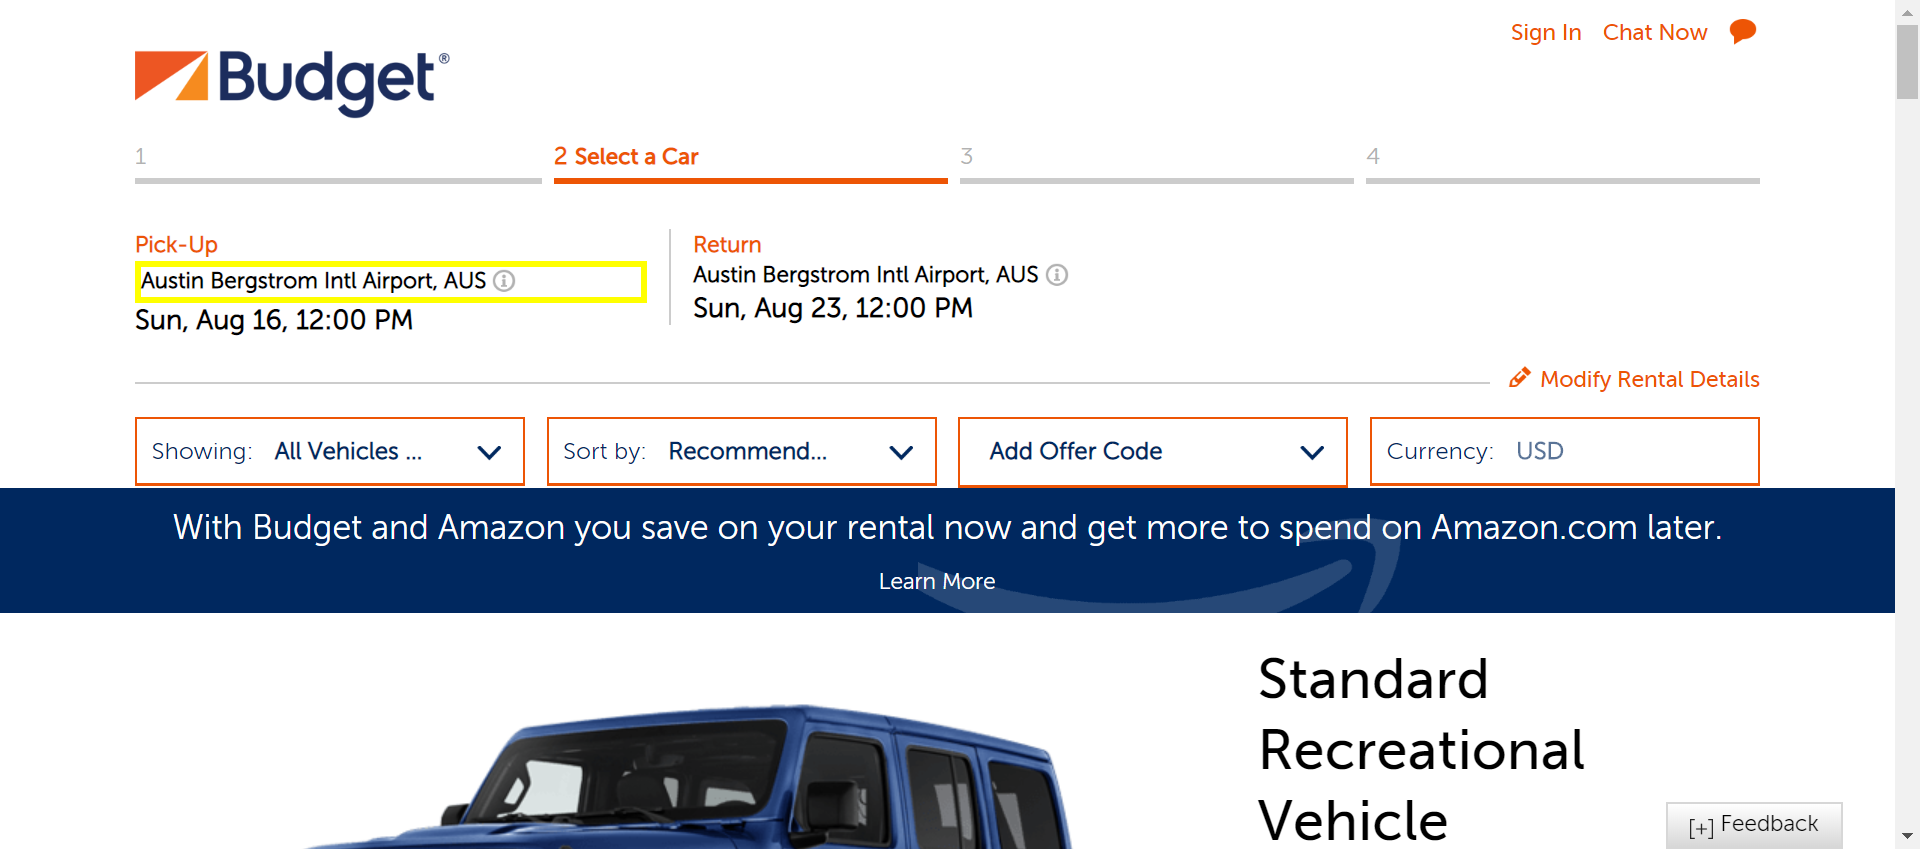 Sign In Chat Now
Budget®
1 2 Select a Car 3 4
Pick-Up
Austin Bergstrom Intl Airport, AUS
Sun, Aug 16, 12:00 PM
Return
Austin Bergstrom Intl Airport, AUS
Sun, Aug 23, 12:00 PM
Modify Rental Details
Showing: All Vehicles ...
Sort by: Recommend...
Add Offer Code
Currency: USD
With Budget and Amazon you save on your rental now and get more to spend on Amazon.com later.
Learn More
Standard
Recreational
Vehicle
[+] Feedback